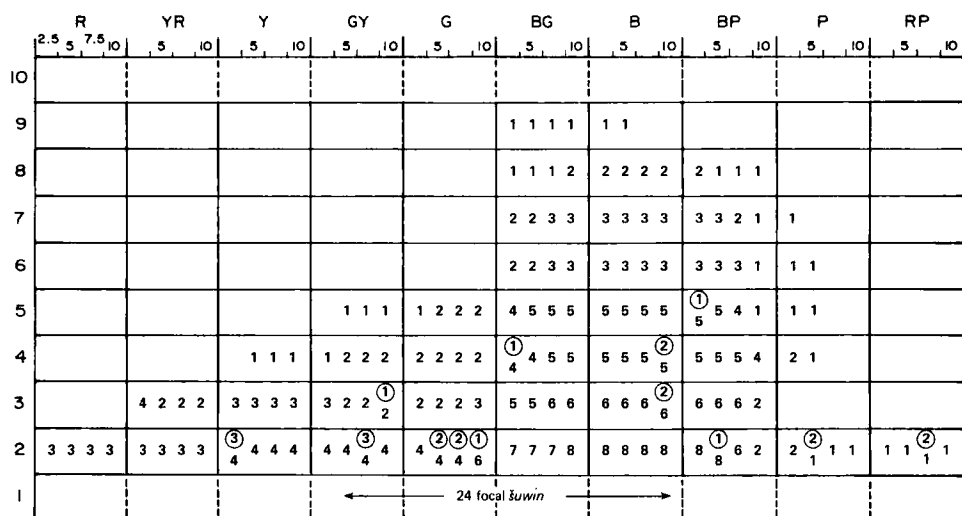 R YR Y GY G BG B BP P RP
2.5 5 7.5 10 5 10 5 10 5 10 5 10 5 10 5 10 5 10 5 10 5 10
10
9 1 1 1 1 1 1
8 1 1 1 2 2 2 2 2 2 1 1 1
7 2 2 3 3 3 3 3 3 3 3 2 1 1
6 2 2 3 3 3 3 3 3 3 3 3 1 1 1
① 
5 1 1 1 1 2 2 2 4 5 5 5 5 5 5 5 5 5 4 1 1 1
① ②
4 1 1 1 1 2 2 2 2 2 2 2 4 4 5 5 5 5 5 5 5 5 5 4 2 1
① ②
3 4 2 2 2 3 3 3 3 3 2 2 2 2 2 2 3 5 5 6 6 6 6 6 6 6 6 6 2
③ ③ ② ② ① ① ② ②
2 3 3 3 3 3 3 3 3 4 4 4 4 4 4 4 4 4 4 4 6 7 7 7 8 8 8 8 8 8 8 6 2 2 1 1 1 1 1 1 1
1 24 focal šuwin